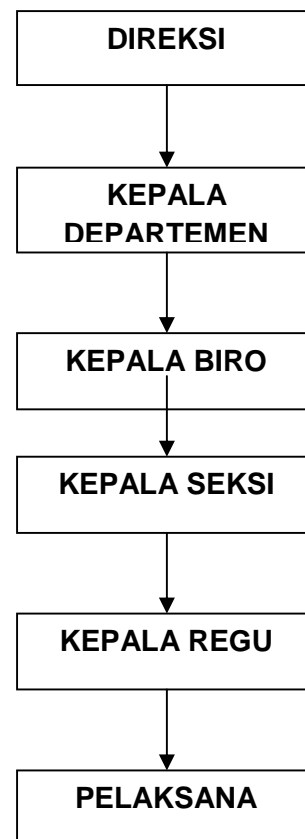 DIREKSI
KEPALA
DEPARTEMEN
KEPALA BIRO
KEPALA SEKSI
KEPALA REGU
PELAKSANA